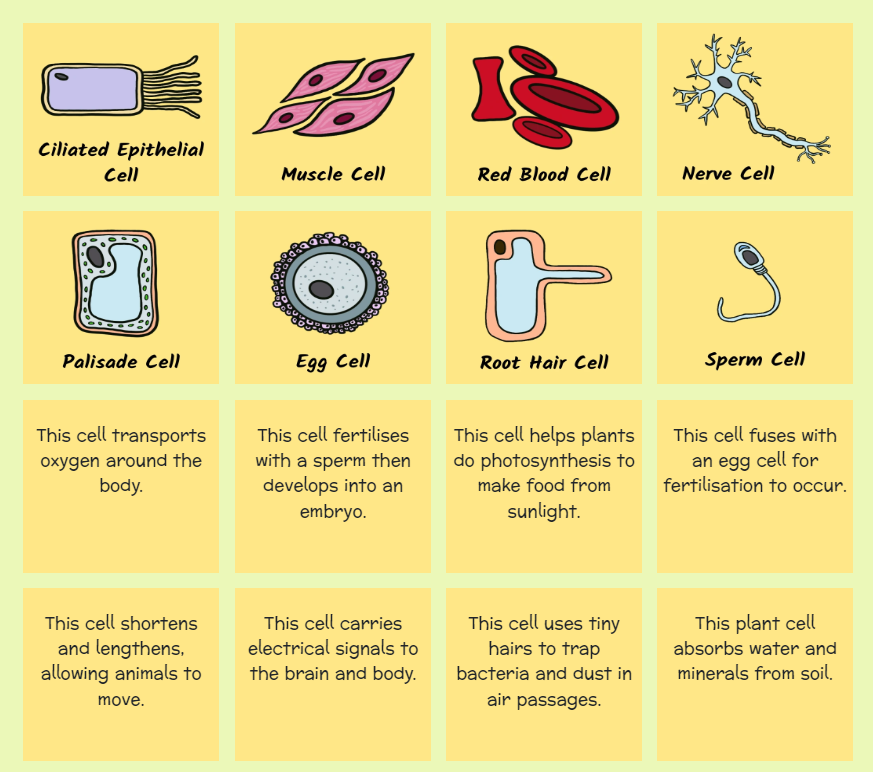 Ciliated Epithelial
Cell
Muscle Cell
Red Blood Cell
Nerve Cell
Palisade Cell
Egg Cell
Root Hair Cell
Sperm Cell
This cell transports
oxygen around the
body.
This cell fertilises
with a sperm then
develops into an
embryo.
This cell helps plants
do photosynthesis to
make food from
sunlight.
This cell fuses with
an egg cell for
fertilisation to occur.
This cell shortens
and lengthens,
allowing animals to
move.
This cell carries
electrical signals to
the brain and body.
This cell uses tiny
hairs to trap
bacteria and dust in
air passages.
This plant cell
absorbs water and
minerals from soil.